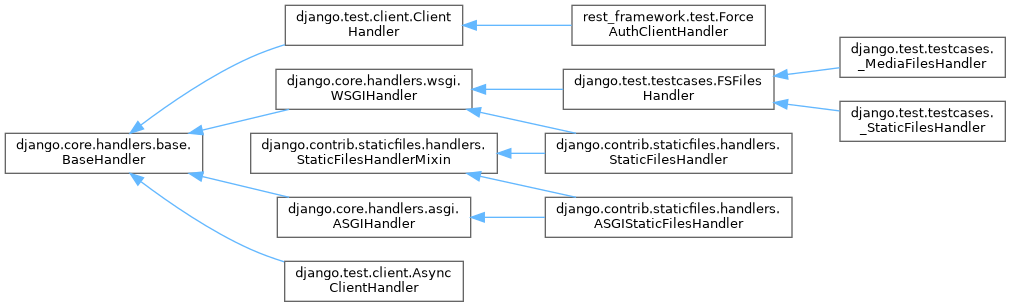 django.test.client.Client
Handler
rest_framework.test.Force
AuthClientHandler
django.test.testcases.
_MediaFilesHandler
django.core.handlers.wsgi.
WSGIHandler
django.test.testcases.FSFiles
Handler
django.test.testcases.
_StaticFilesHandler
django.core.handlers.base.
BaseHandler
django.contrib.staticfiles.handlers.
StaticFilesHandlerMixin
django.contrib.staticfiles.handlers.
StaticFilesHandler
django.core.handlers.asgi.
ASGIHandler
django.contrib.staticfiles.handlers.
ASGIStaticFilesHandler
django.test.client.Async
ClientHandler